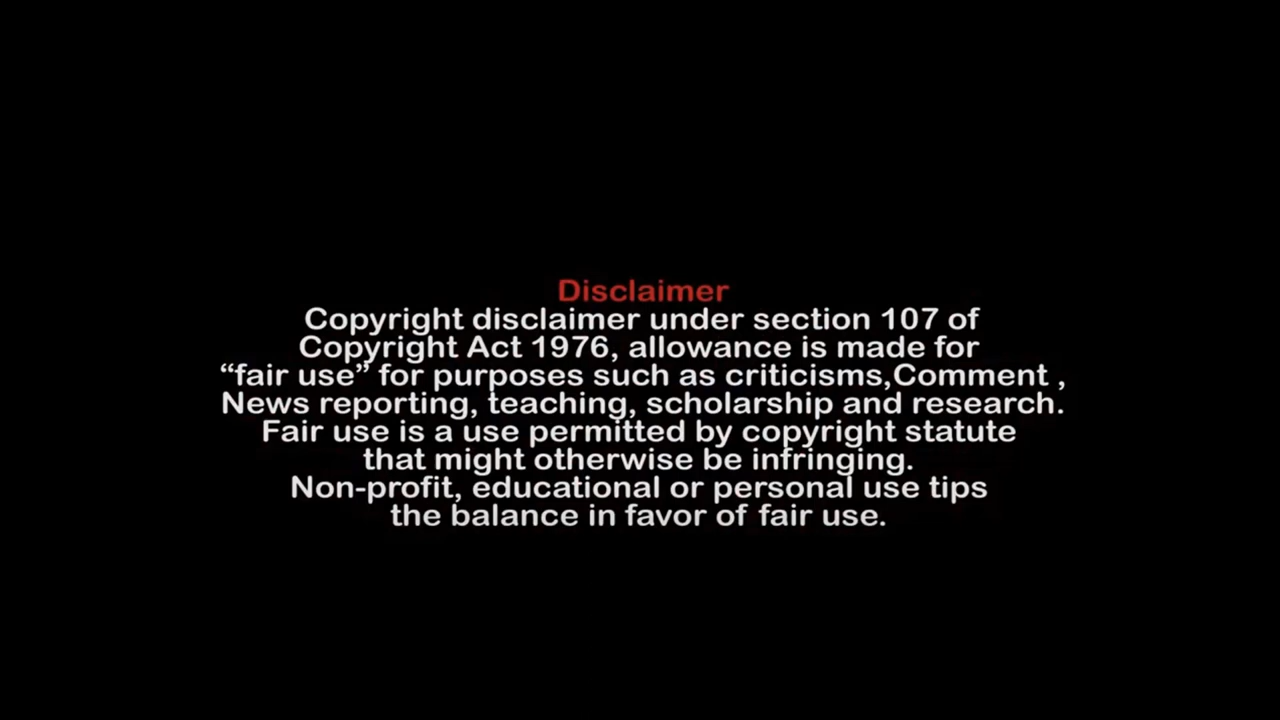 Disclaimer
Copyright disclaimer under section 107 of
Copyright Act 1976, allowance is made for
“fair use” for purposes such as criticisms,Comment ,
News reporting, teaching, scholarship and research.
Fair use is a use permitted by copyright statute
that might otherwise be infringing.
Non-profit, educational or personal use tips
the balance in favor of fair use.